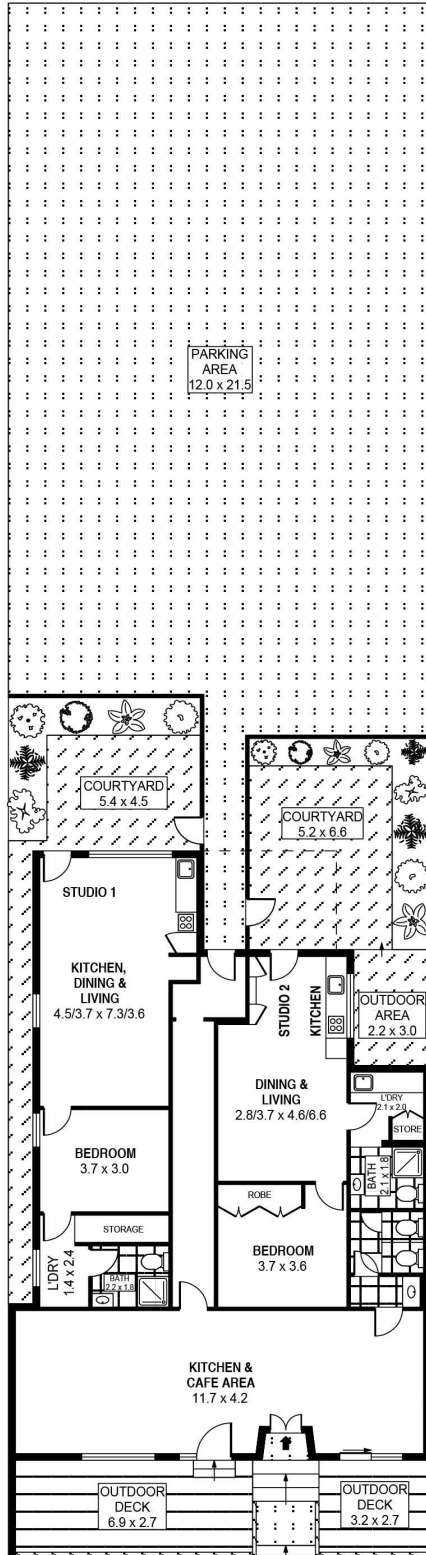 PARKING
AREA
12.0 x 21.5
COURTYARD
5.4 x 4.5
COURTYARD
5.2 x 6.6
STUDIO 1
KITCHEN,
DINING &
LIVING
4.5/3.7 x 7.3/3.6
STUDIO 2
KITCHEN
OUTDOOR
AREA
2.2 x 3.0
DINING &
LIVING
2.8/3.7 x 4.6/6.6
L'DRY
2.1 x 2.0
STORE
BEDROOM
3.7 x 3.0
BATH
2.1 x 1.8
ROBE
STORAGE
BEDROOM
3.7 x 3.6
L'DRY
1.4 x 2.4
BATH
2.2 x 1.8
KITCHEN &
CAFE AREA
11.7 x 4.2
OUTDOOR
DECK
6.9 x 2.7
OUTDOOR
DECK
3.2 x 2.7